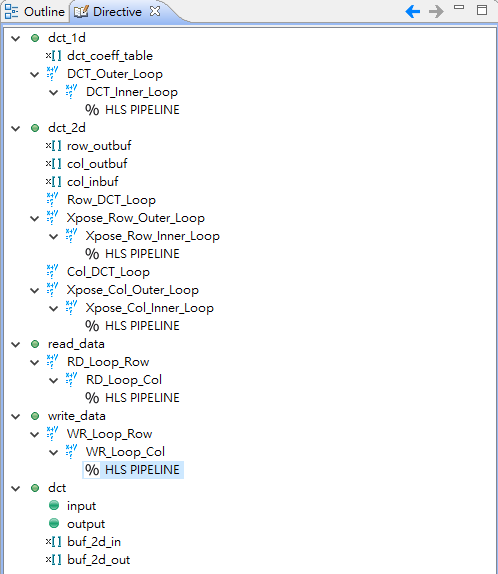 Outline Directive
dct_1d
dct_coeff_table
DCT_Outer_Loop
DCT_Inner_Loop
% HLS PIPELINE
dct_2d
row_outbuf
col_outbuf
col_inbuf
Row_DCT_Loop
Xpose_Row_Outer_Loop
Xpose_Row_Inner_Loop
% HLS PIPELINE
Col_DCT_Loop
Xpose_Col_Outer_Loop
Xpose_Col_Inner_Loop
% HLS PIPELINE
read_data
RD_Loop_Row
RD_Loop_Col
% HLS PIPELINE
write_data
WR_Loop_Row
WR_Loop_Col
% HLS PIPELINE
dct
input
output
buf_2d_in
buf_2d_out